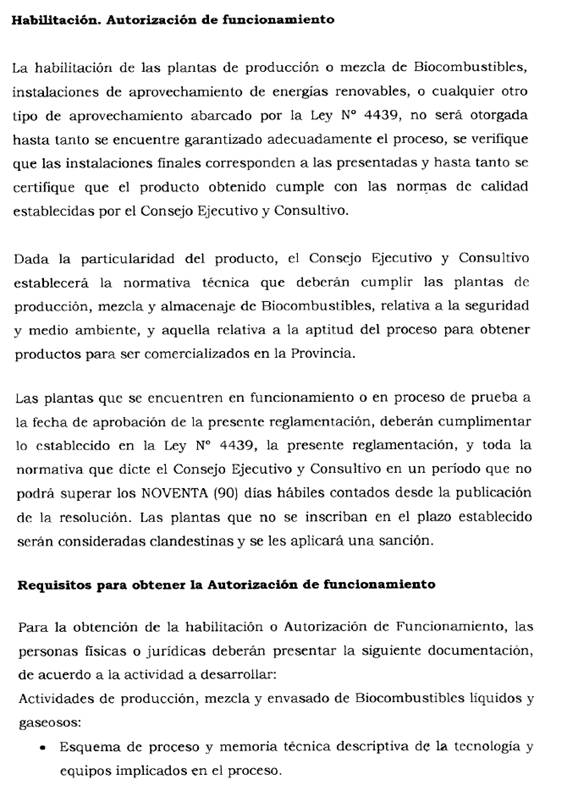 Habilitación. Autorización de funcionamiento
La habilitación de las plantas de producción o mezcla de Biocombustibles,
instalaciones de aprovechamiento de energías renovables, o cualquier otro
tipo de aprovechamiento abarcado por la Ley Nº 4439, no será otorgada
hasta tanto se encuentre garantizado adecuadamente el proceso, se verifique
que las instalaciones finales corresponden a las presentadas y hasta tanto se
certifique que el producto obtenido cumple con las normas de calidad
establecidas por el Consejo Ejecutivo y Consultivo.
Dada la particularidad del producto, el Consejo Ejecutivo y Consultivo
establecerá la normativa técnica que deberán cumplir las plantas de
producción, mezcla y almacenaje de Biocombustibles, relativa a la seguridad
y medio ambiente, y aquella relativa a la aptitud del proceso para obtener
productos para ser comercializados en la Provincia.
Las plantas que se encuentren en funcionamiento o en proceso de prueba a
la fecha de aprobación de la presente reglamentación, deberán cumplimentar
lo establecido en la Ley Nº 4439, la presente reglamentación, y toda la
normativa que dicte el Consejo Ejecutivo y Consultivo en un período que no
podrá superar los NOVENTA (90) días hábiles contados desde la publicación
de la resolución. Las plantas que no se inscriban en el plazo establecido
serán consideradas clandestinas y se les aplicará una sanción.
Requisitos para obtener la Autorización de funcionamiento
Para la obtención de la habilitación o Autorización de Funcionamiento, las
personas físicas o jurídicas deberán presentar la siguiente documentación,
de acuerdo a la actividad a desarrollar:
Actividades de producción, mezcla y envasado de Biocombustibles líquidos y
gaseosos:
• Esquema de proceso y memoria técnica descriptiva de la tecnología y
equipos implicados en el proceso.